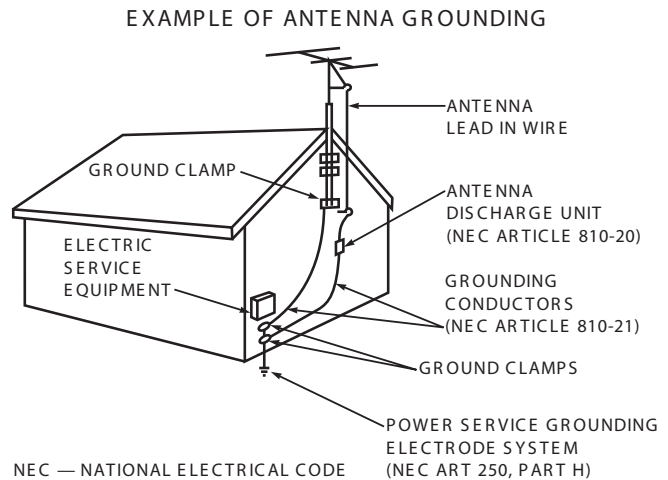 EXAMPLE OF ANTENNA GROUNDING
ANTENNA
LEAD IN WIRE
GROUND CLAMP
ANTENNA
DISCHARGE UNIT
(NEC ARTICLE 810-20)
ELECTRIC
SERVICE
EQUIPMENT
GROUNDING
CONDUCTORS
(NEC ARTICLE 810-21)
GROUND CLAMPS
POWER SERVICE GROUNDING
ELECTRODE SYSTEM
(NEC ART 250, PART H)
NEC — NATIONAL ELECTRICAL CODE